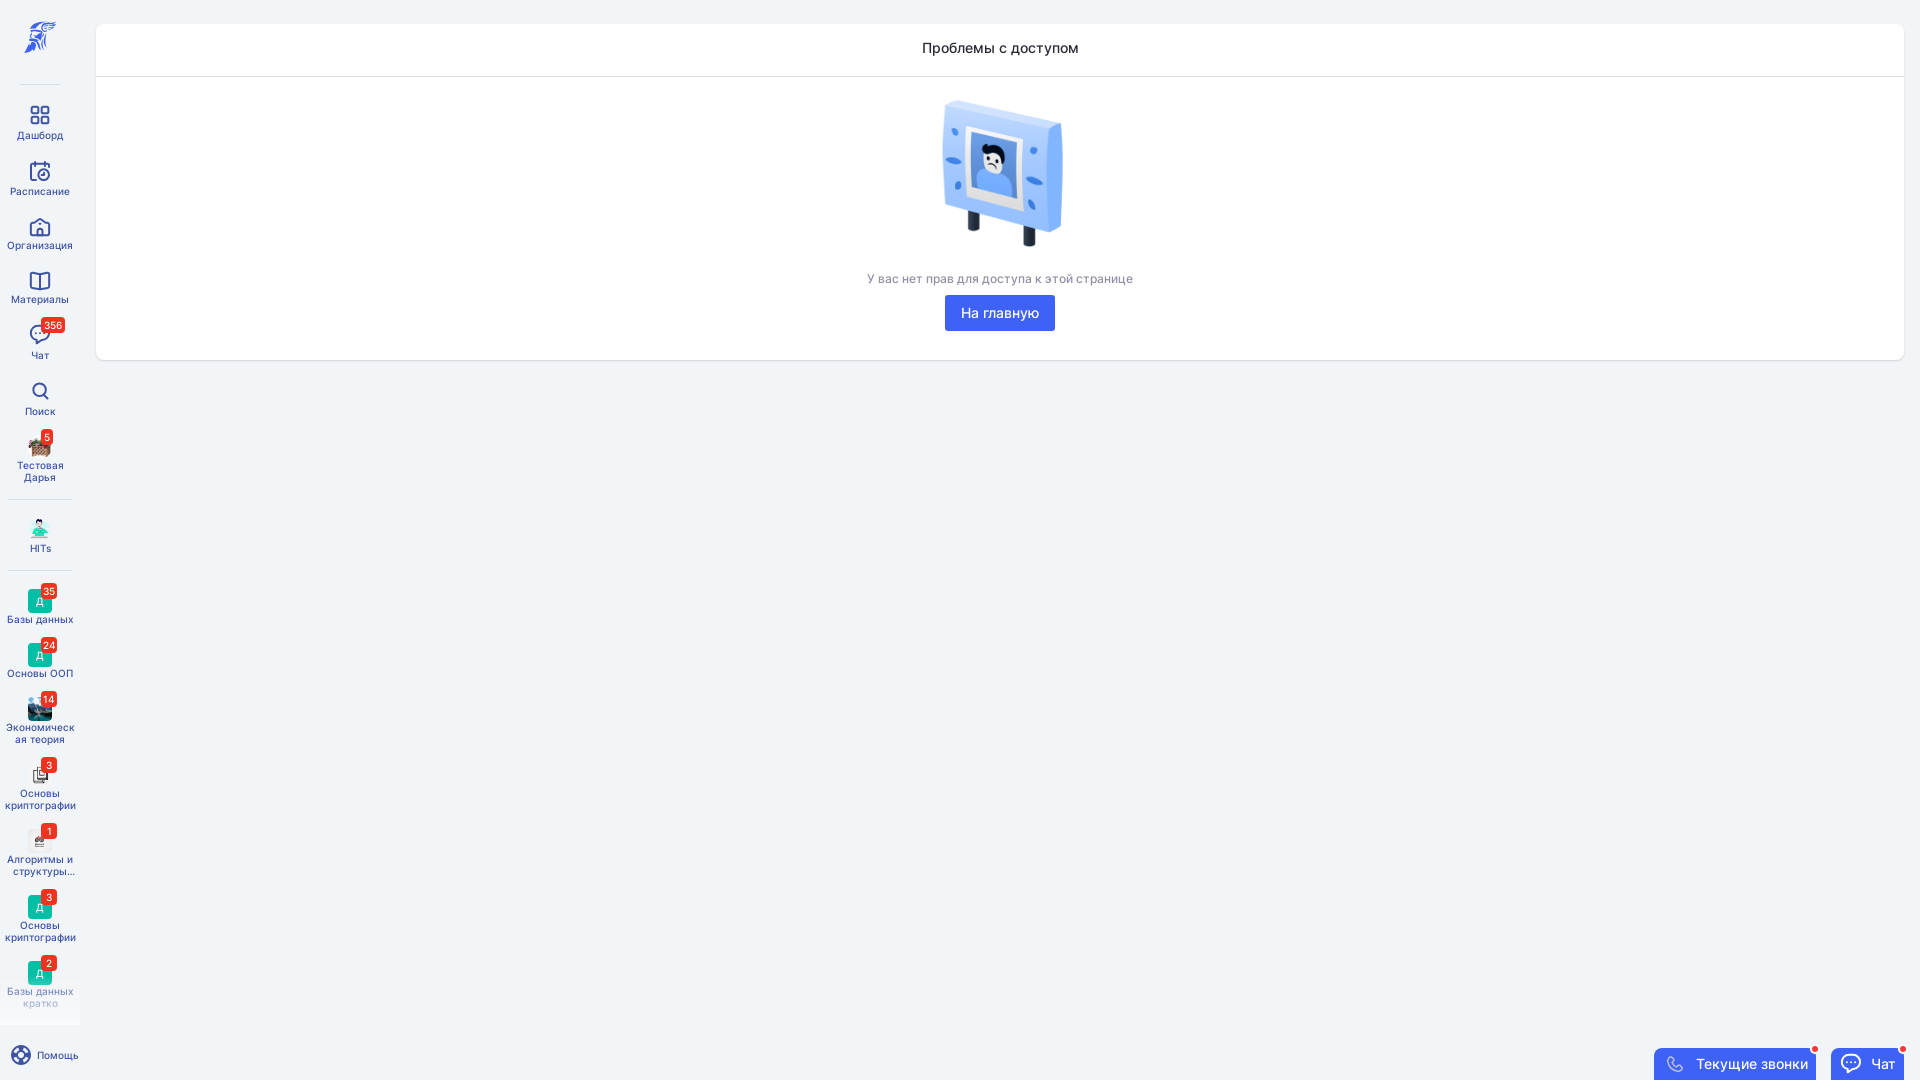 Проблемы с доступом
У вас нет прав для доступа к этой странице
На главную
Дашборд
Расписание
Организация
Материалы
356
Чат
Поиск
5
Тестовая
Дарья
HITs
35
Д
Базы данных
24
Д
Основы ООП
14
Экономическ
ая теория
3
Основы
криптографии
1
Алгоритмы и
структуры...
3
Д
Основы
криптографии
2
Д
Базы данных
кратко
Помощь
Текущие звонки
Чат